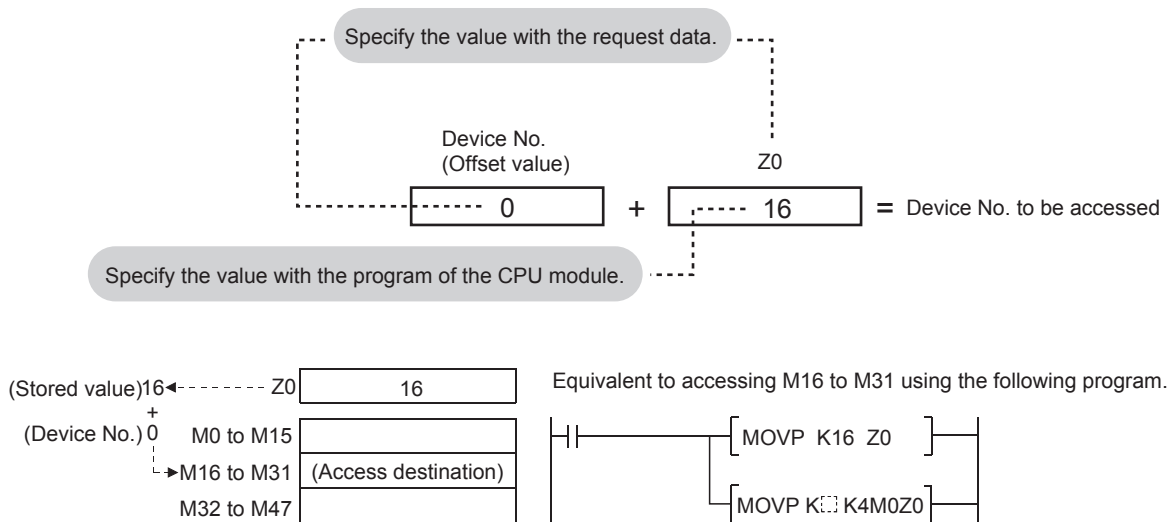 Specify the value with the request data.
Device No.
(Offset value)
Z0
0 + 16 = Device No. to be accessed
Specify the value with the program of the CPU module.
(Stored value)16 Z0 16
+
(Device No.) 0
M0 to M15
M16 to M31 (Access destination)
M32 to M47
Equivalent to accessing M16 to M31 using the following program.
MOVP K16 Z0
MOVP K K4M0Z0